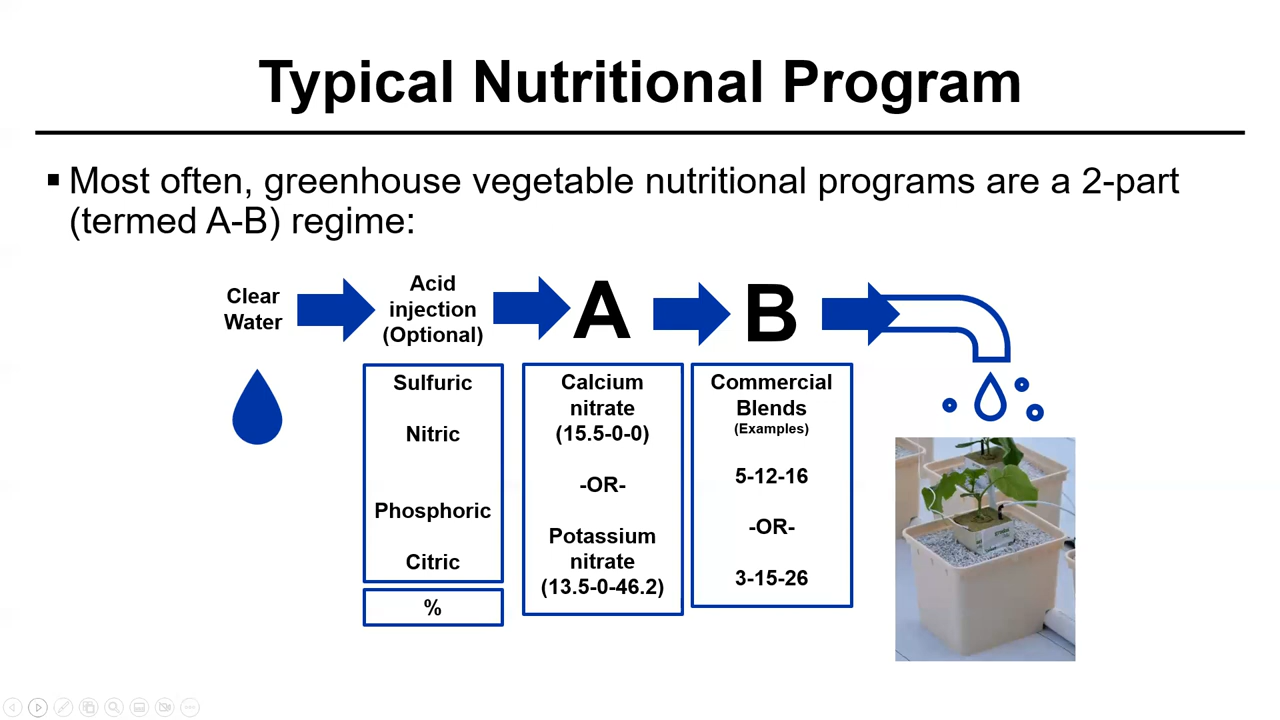 Typical Nutritional Program
▪ Most often, greenhouse vegetable nutritional programs are a 2-part
(termed A-B) regime:
Clear
Water
Acid
injection
(Optional)
A
B
Sulfuric
Nitric
Phosphoric
Citric
%
Calcium
nitrate
(15.5-0-0)
-OR-
Potassium
nitrate
(13.5-0-46.2)
Commercial
Blends
(Examples)
5-12-16
-OR-
3-15-26